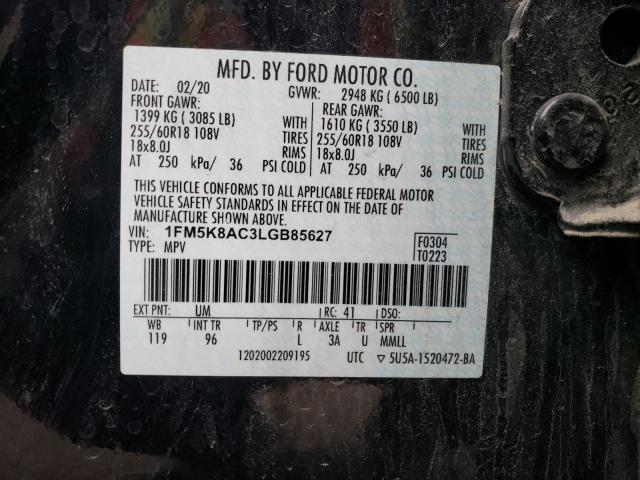 MFD. BY FORD MOTOR CO.
DATE: 02/20 GVWR: 2948 KG ( 6500 LB)
FRONT GAWR: REAR GAWR:
1399 KG ( 3085 LB) WITH 1610 KG ( 3550 LB) WITH
255/60R18 108V TIRES 255/60R18 108V TIRES
18x8.0J RIMS 18x8.0J RIMS
AT 250 kPa/ 36 PSI COLD AT 250 kPa/ 36 PSI COLD
THIS VEHICLE CONFORMS TO ALL APPLICABLE FEDERAL MOTOR
VEHICLE SAFETY STANDARDS IN EFFECT ON THE DATE OF
MANUFACTURE SHOWN ABOVE.
VIN: 1FM5K8AC3LGB85627 F0304
TYPE: MPV T0223
EXT PNT: UM RC: 41 DSO:
WB INT TR TP/PS R AXLE TR SPR
119 96 L 3A U MMLL
1202002209195 UTC ▽ 5U5A-1520472-BA